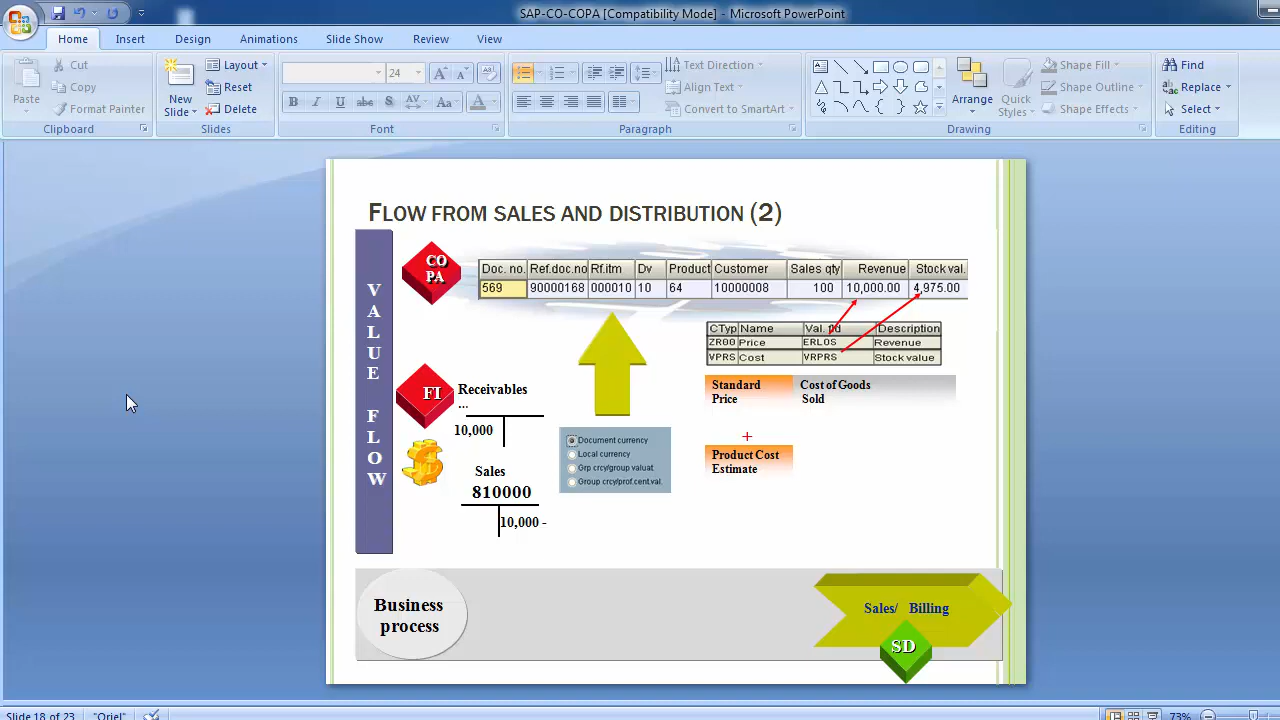 SAP-CO-COPA [Compatibility Mode] - Microsoft PowerPoint
Home Insert Design Animations Slide Show Review View
Paste
Cut
Copy
Format Painter
Clipboard
New
Slide
Layout
Reset
Delete
Slides
24
B I U abc S AV Aa A
Font
Text Direction
Align Text
Convert to SmartArt
Paragraph
Arrange
Quick
Styles
Shape Fill
Shape Outline
Shape Effects
Drawing
Find
Replace
Select
Editing
FLOW FROM SALES AND DISTRIBUTION (2)
VALUE FLOW
CO
PA
Doc. no. Ref.doc.no Rf.itm Dv Product Customer Sales qty Revenue Stock val.
569 90000168 000010 10 64 10000008 100 10,000.00 4,975.00
CTyp Name Val. fld Description
ZR00 Price ERLOS Revenue
VPRS Cost VRPRS Stock value
Standard
Price
Cost of Goods
Sold
+
Product Cost
Estimate
FI
Receivables
...
10,000
$
Sales
810000
10,000 -
Document currency
Local currency
Grp crcy/group valuat.
Group crcy/prof.cent.val.
Business
process
Sales/ Billing
SD
Slide 18 of 23 "Oriel" 73%